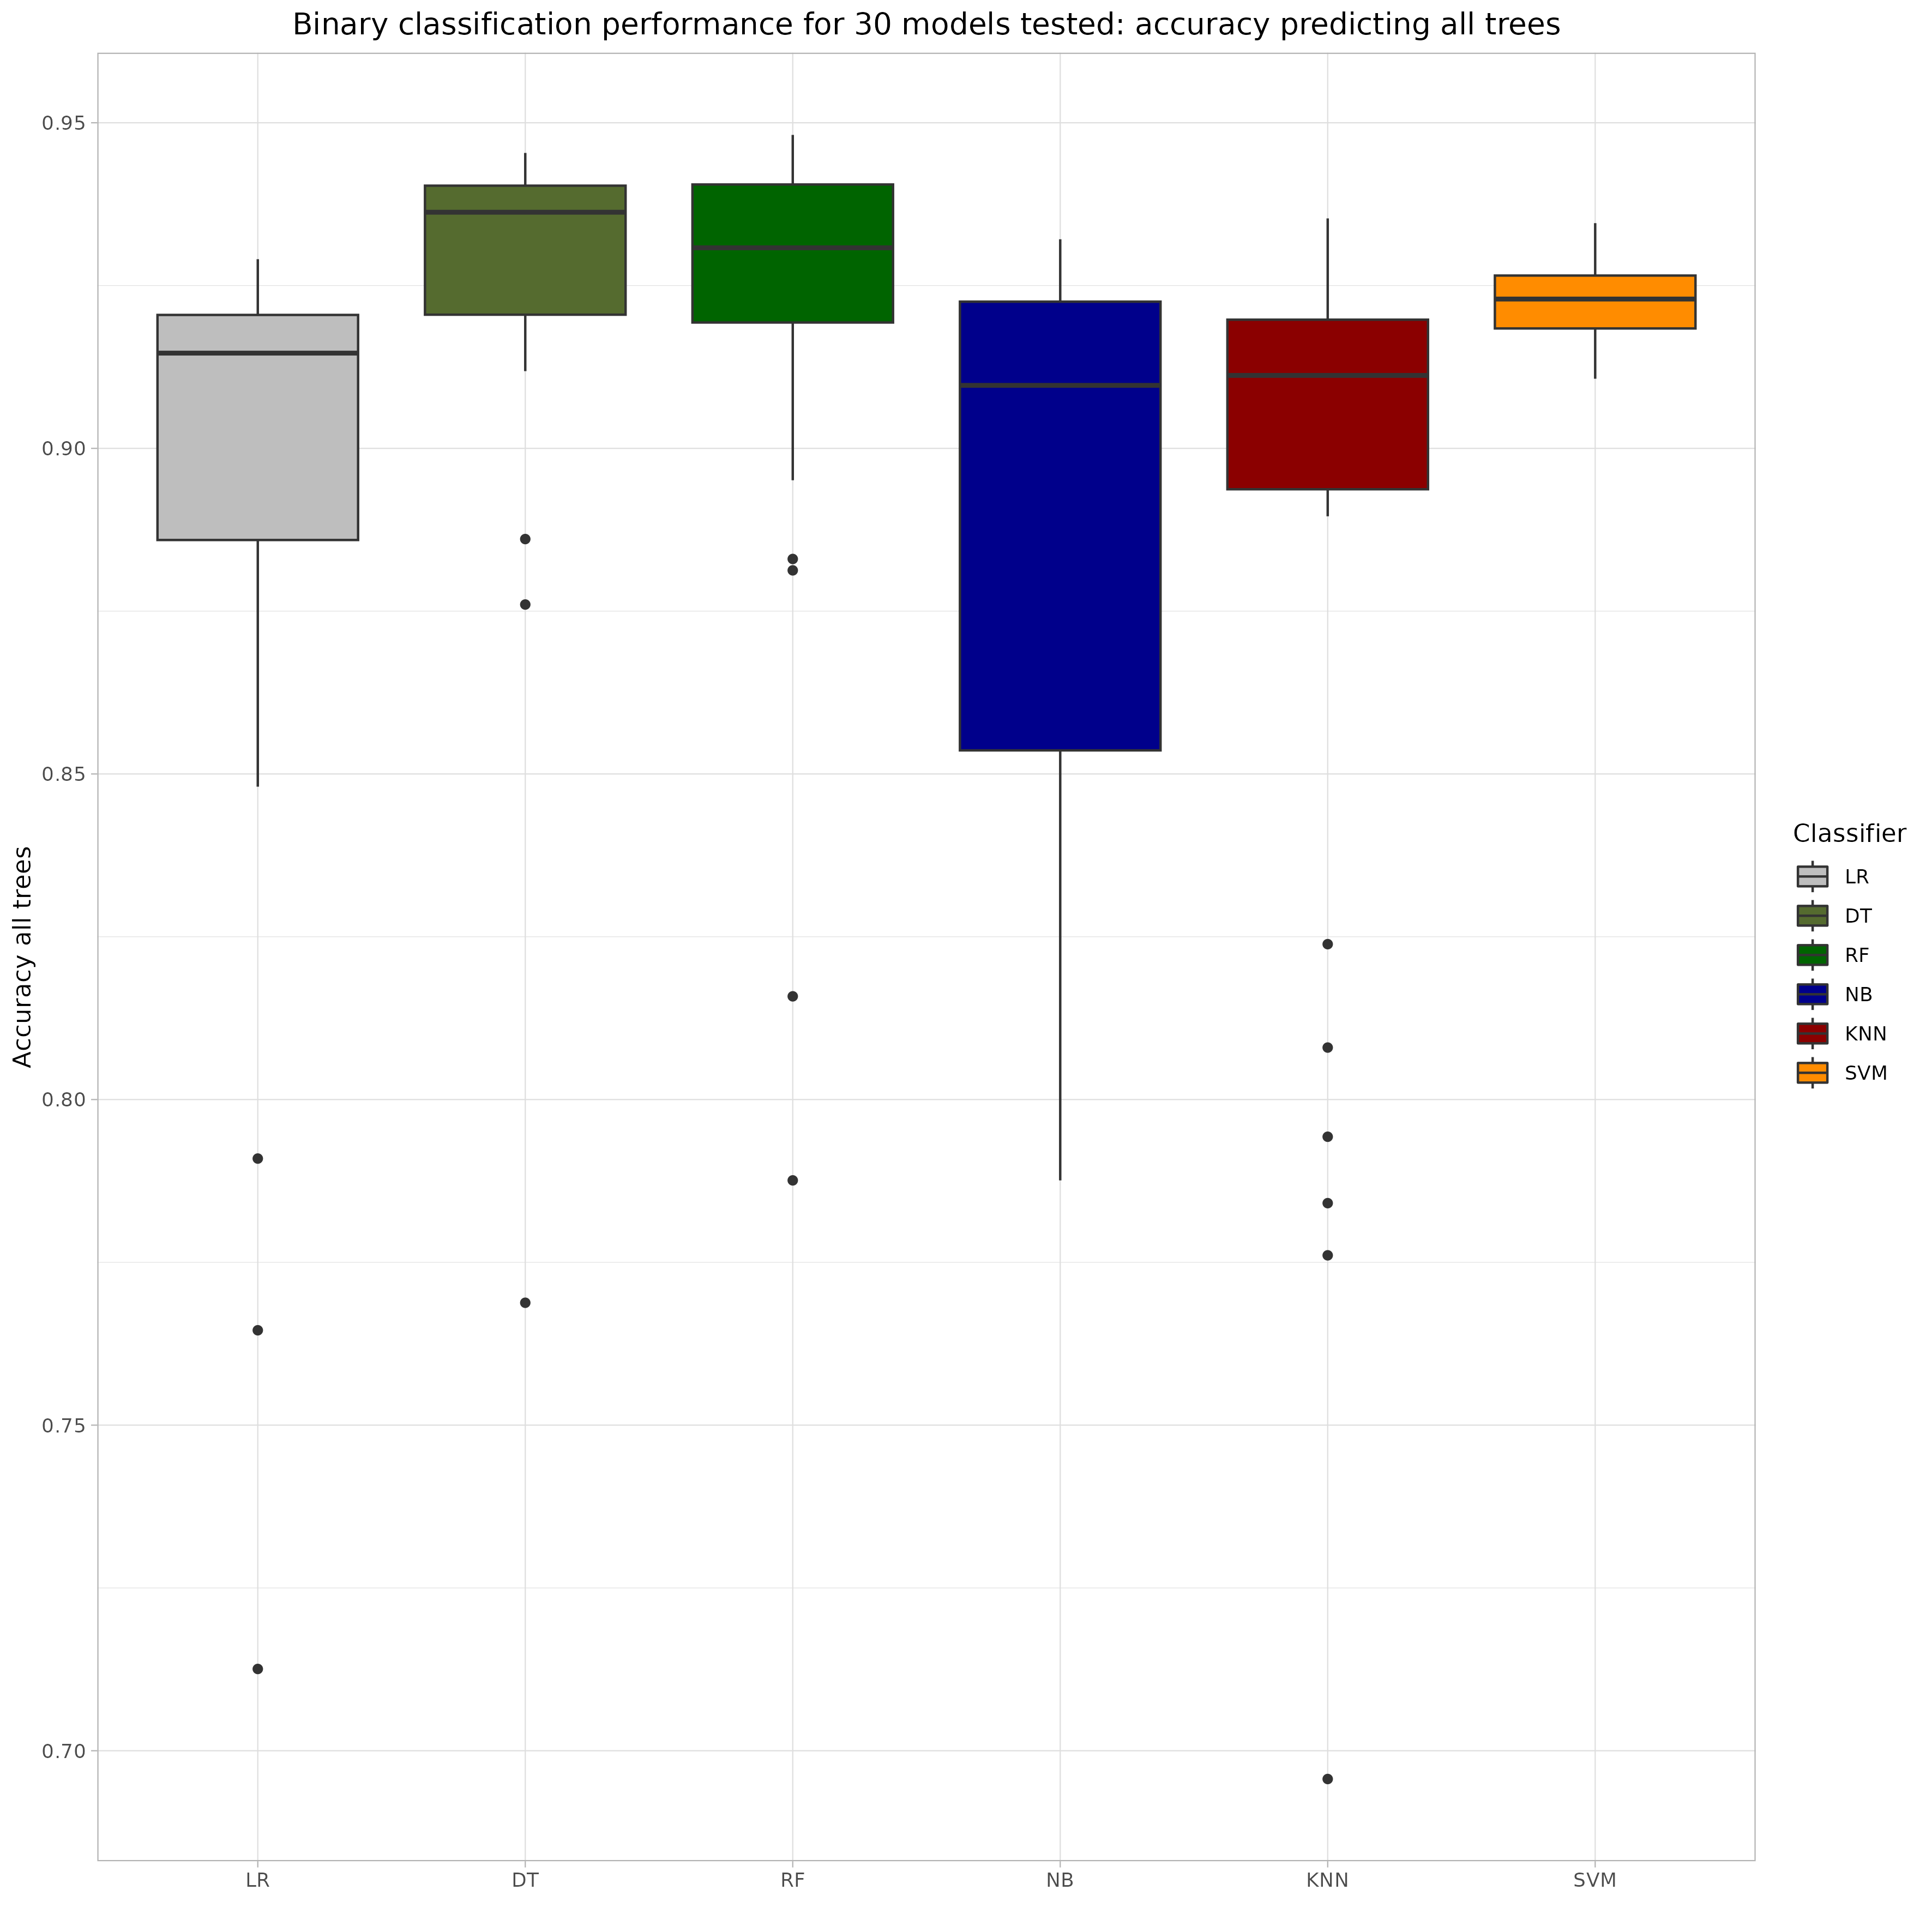 Binary classification performance for 30 models tested: accuracy predicting all trees
Accuracy all trees
0.95
0.90
0.85
0.80
0.75
0.70
LR
DT
RF
NB
KNN
SVM
Classifier
LR
DT
RF
NB
KNN
SVM